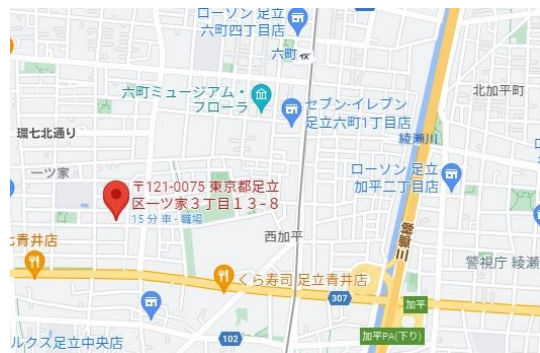 ローソン 足立
六町四丁目店
六町
六町ミュージアム・
フローラ
セブン-イレブン
足立六町1丁目店
北加平町
綾瀬川
環七北通り
ローソン 足立
加平二丁目店
一ツ家
〒121-0075 東京都足立
区一ツ家３丁目１３−８
15 分 車 - 職場
西加平
三郷線
七青井店
警視庁 綾瀬
くら寿司 足立青井店
307
加平
102
加平PA(下り)
ルクス足立中央店